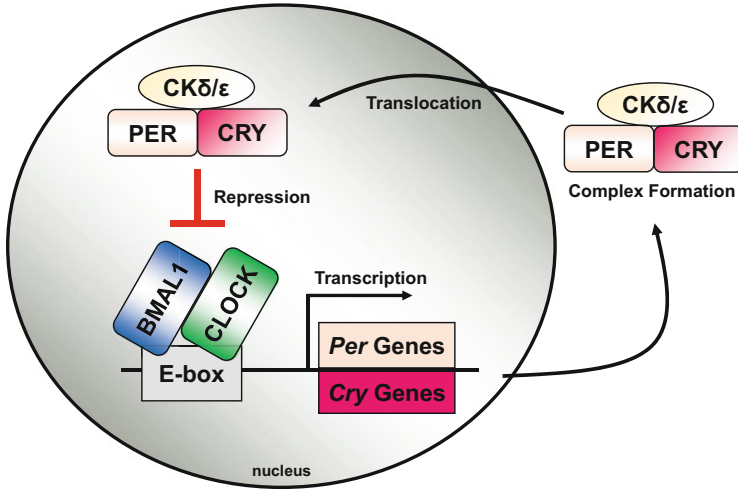 CKδ/ε
PER CRY
Repression
BMAL1
CLOCK
E-box
Transcription
Per Genes
Cry Genes
nucleus
Translocation
CKδ/ε
PER CRY
Complex Formation